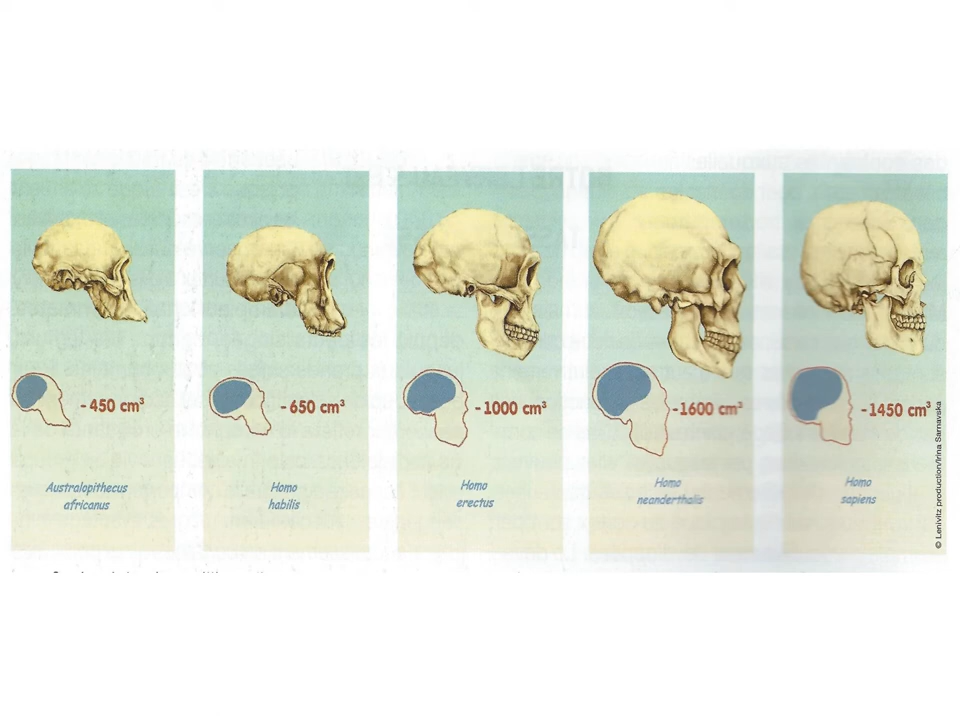 - 450 cm³
- 650 cm³
- 1000 cm³
- 1600 cm³
- 1450 cm³
Australopithecus
africanus
Homo
habilis
Homo
erectus
Homo
neanderthalis
Homo
sapiens
© Lenivitz production/Irina Sarnavska